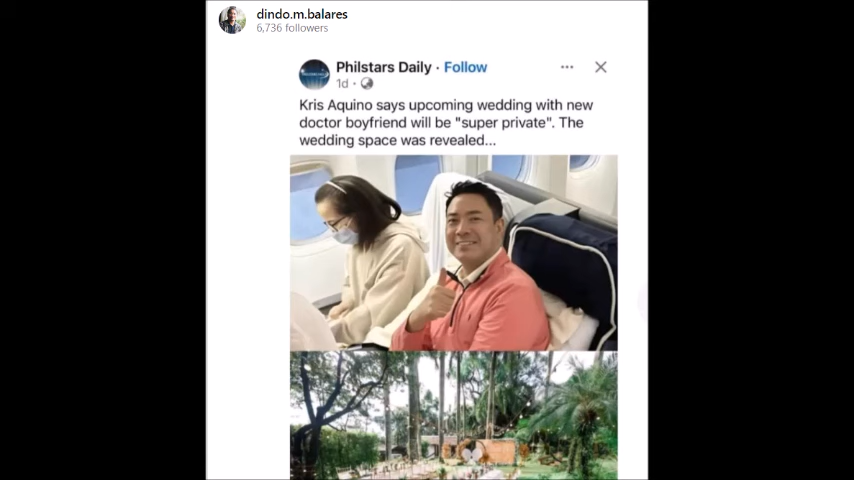 dindo.m.balares
6,736 followers
Philstars Daily · Follow
1d ·
Kris Aquino says upcoming wedding with new
doctor boyfriend will be "super private". The
wedding space was revealed...